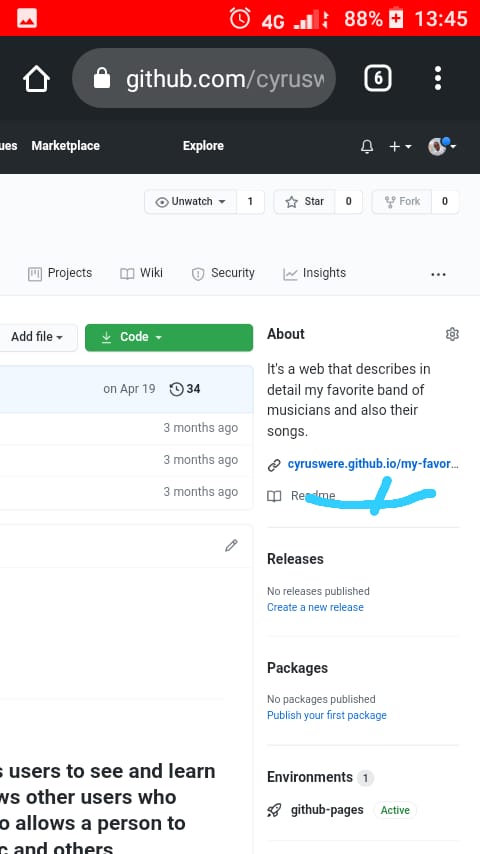 4G 88% 13:45
github.com/cyrusw
6
ues Marketplace Explore
Unwatch 1 Star 0 Fork 0
Projects Wiki Security Insights
Add file Code
About
It's a web that describes in
detail my favorite band of
musicians and also their
songs.
cyruswere.github.io/my-favor...
Readme
on Apr 19 34
3 months ago
3 months ago
3 months ago
Releases
No releases published
Create a new release
Packages
No packages published
Publish your first package
Environments 1
github-pages Active
s users to see and learn
ws other users who
o allows a person to
c and others